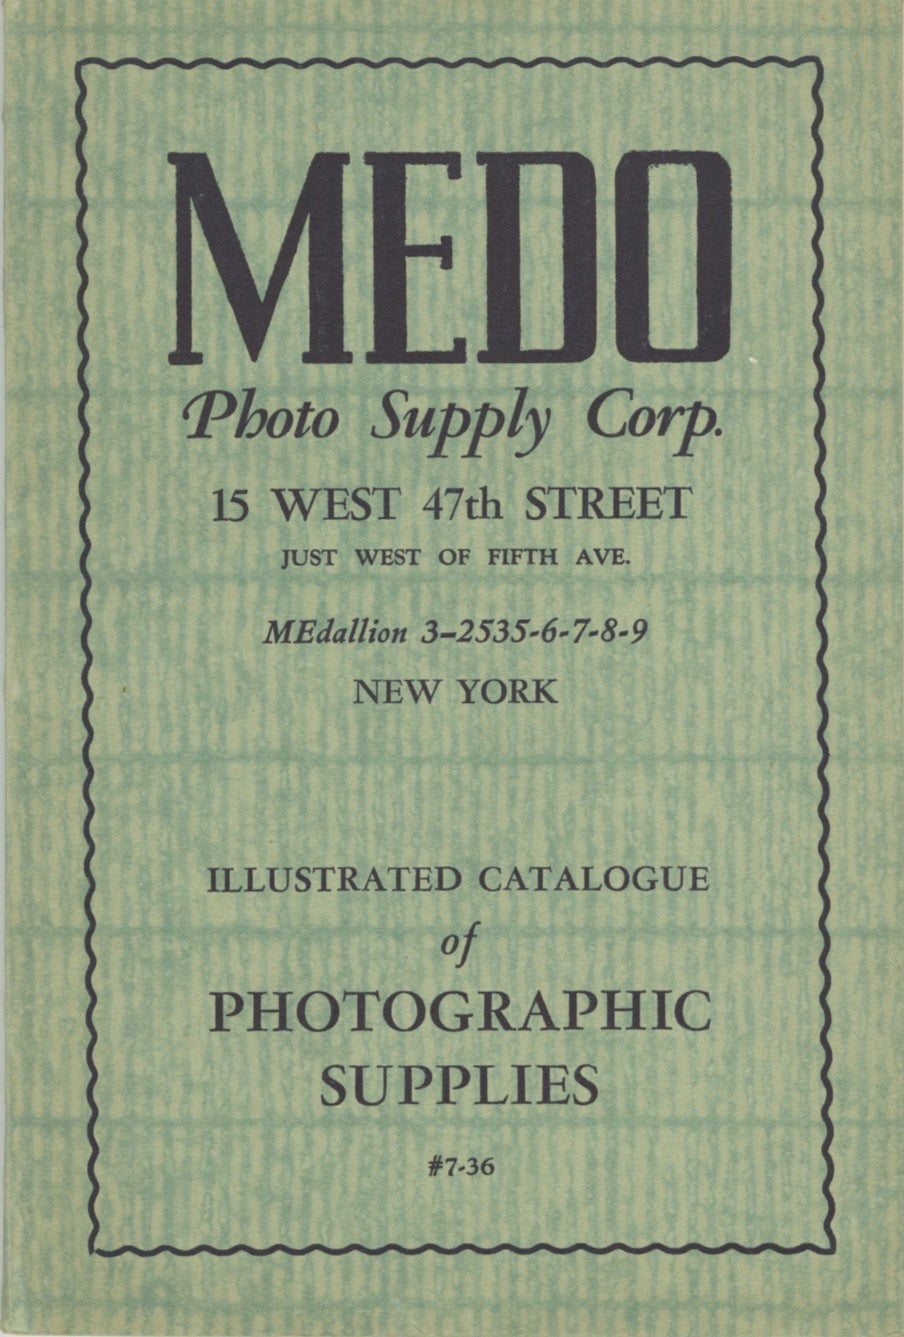 MEDO
Photo Supply Corp.
15 WEST 47th STREET
JUST WEST OF FIFTH AVE.
MEdallion 3–2535-6-7-8-9
NEW YORK
ILLUSTRATED CATALOGUE
of
PHOTOGRAPHIC
SUPPLIES
#7-36